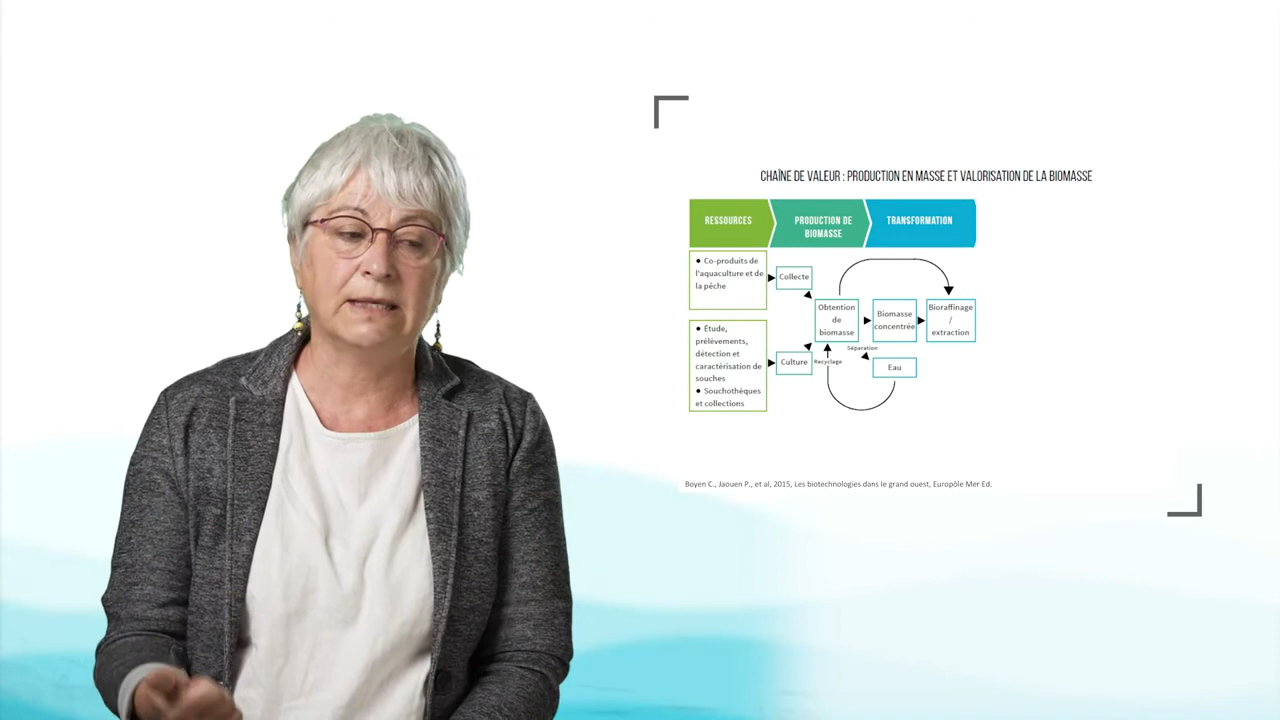 CHAÎNE DE VALEUR : PRODUCTION EN MASSE ET VALORISATION DE LA BIOMASSE
RESSOURCES
PRODUCTION DE
BIOMASSE
TRANSFORMATION
● Co-produits de
l'aquaculture et de
la pêche
Collecte
Obtention
de
biomasse
Biomasse
concentrée
Bioraffinage
/
extraction
● Étude,
prélèvements,
détection et
caractérisation de
souches
● Souchothèques
et collections
Culture
Recyclage
Séparation
Eau
Boyen C., Jaouen P., et al, 2015, Les biotechnologies dans le grand ouest, Europôle Mer Ed.